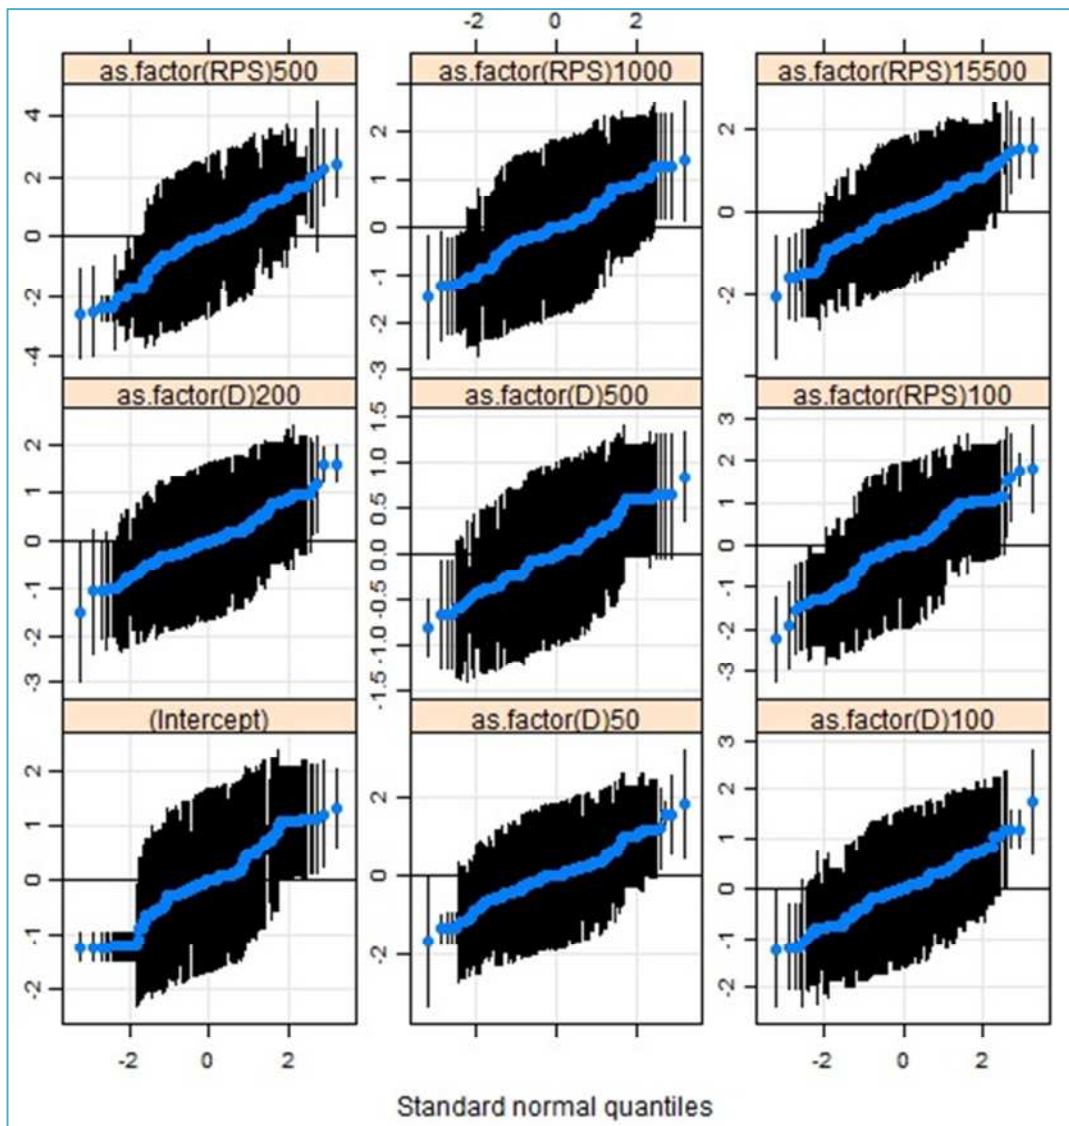 -2 0 2
as.factor(RPS)500 as.factor(RPS)1000 as.factor(RPS)15500
4 2 0 -2 -4
2 1 0 -1 -2 -3
2 0 -2
as.factor(D)200 as.factor(D)500 as.factor(RPS)100
2 1 0 -1 -2 -3
1.5 1.0 0.5 0.0 -0.5 -1.0 -1.5
3 2 1 0 -1 -2 -3
(Intercept) as.factor(D)50 as.factor(D)100
2 1 0 -1 -2
2 0 -2
3 2 1 0 -1 -2
-2 0 2 -2 0 2
Standard normal quantiles